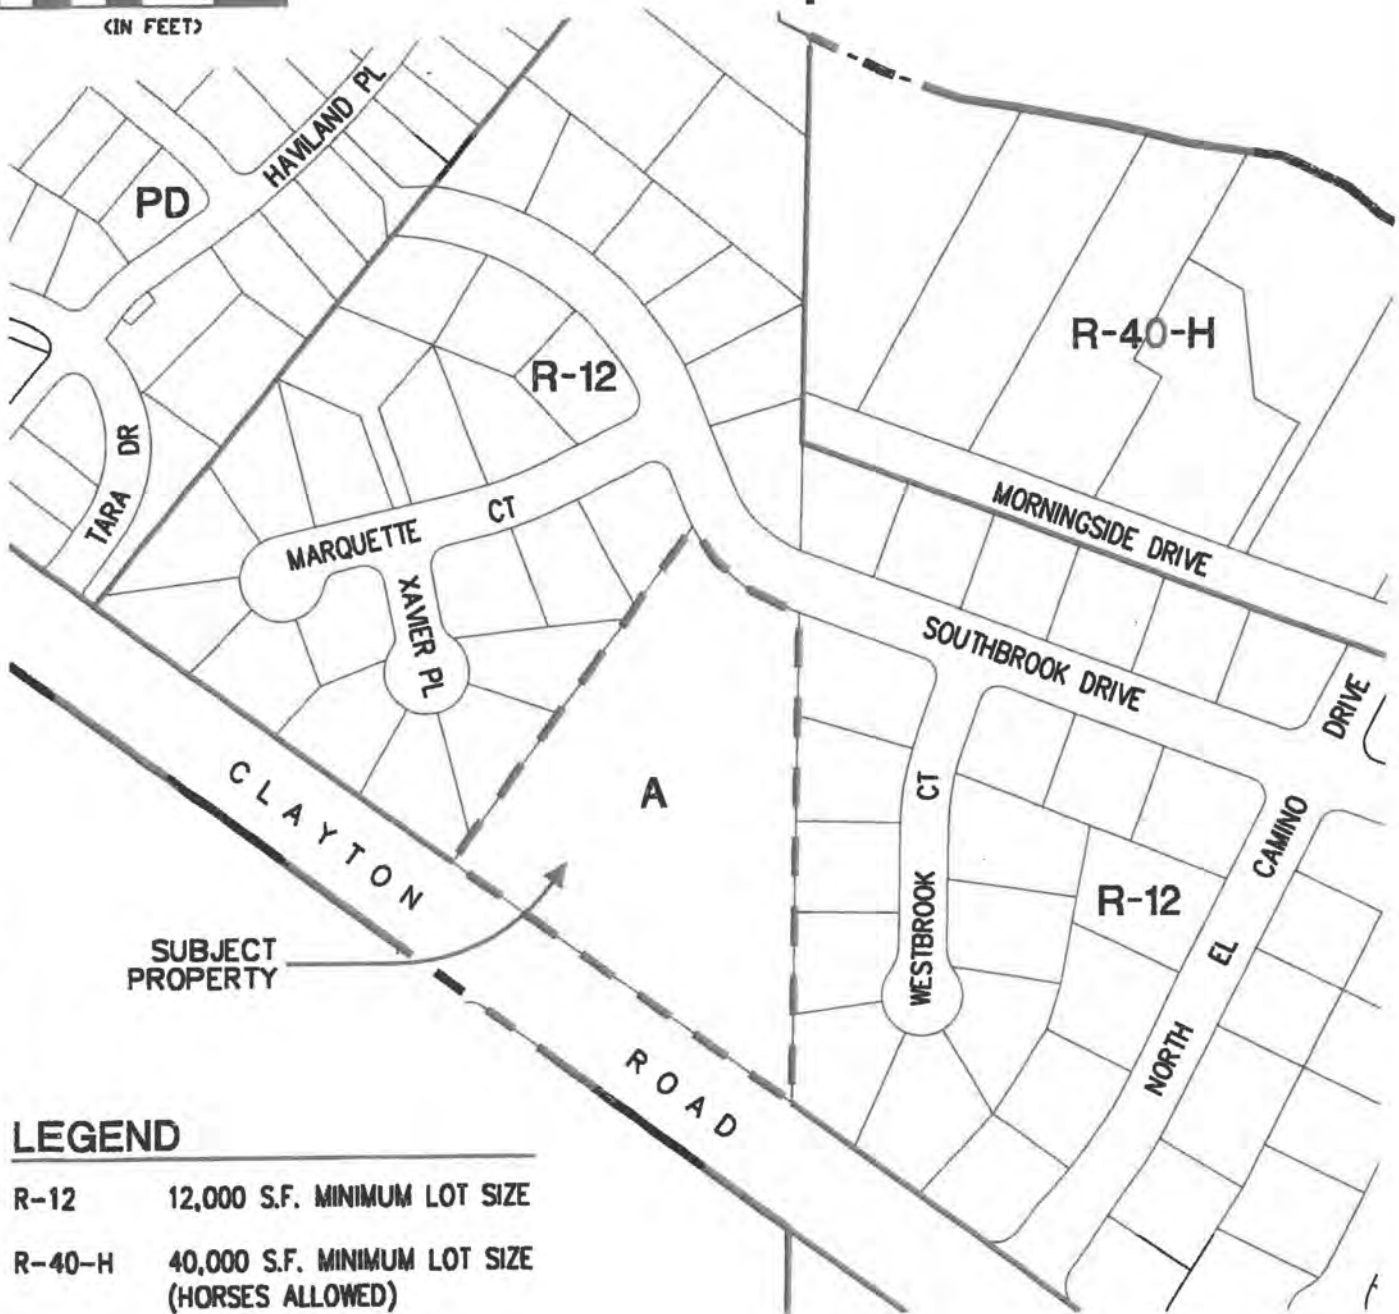 (IN FEET)
HAVILAND PL
PD
R-40-H
R-12
TARA DR
MARQUETTE CT
MORNINGSIDE DRIVE
XAVIER PL
SOUTHBROOK DRIVE
DRIVE
CLAYTON
A
WESTBROOK CT
NORTH EL CAMINO
R-12
SUBJECT
PROPERTY
ROAD
LEGEND
R-12 12,000 S.F. MINIMUM LOT SIZE
R-40-H 40,000 S.F. MINIMUM LOT SIZE
(HORSES ALLOWED)